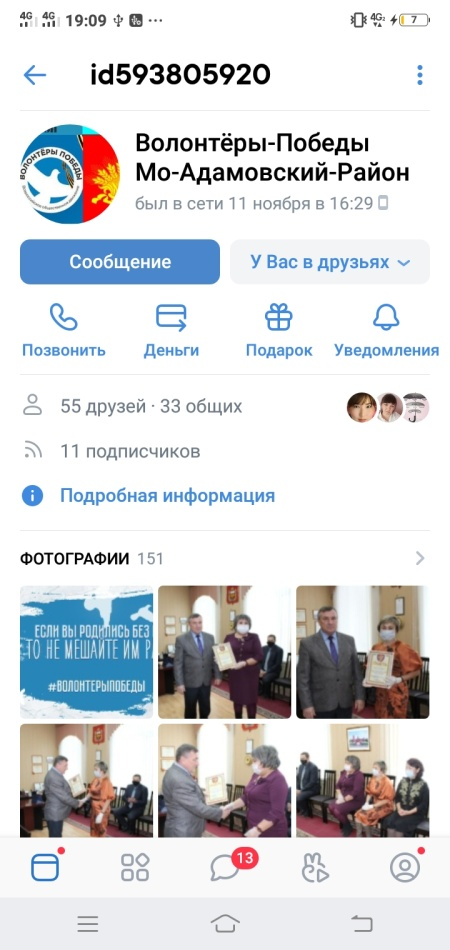 4G 4G 19:09 4G² 7
id593805920
ВОЛОНТЁРЫ ПОБЕДЫ
Волонтёры-Победы
Мо-Адамовский-Район
был в сети 11 ноября в 16:29
Сообщение
У Вас в друзьях
Позвонить Деньги Подарок Уведомления
55 друзей · 33 общих
11 подписчиков
Подробная информация
ФОТОГРАФИИ 151
ЕСЛИ ВЫ РОДИЛИСЬ БЕЗ
ТО НЕ МЕШАЙТЕ ИМ Р
#ВОЛОНТЕРЫПОБЕДЫ
13